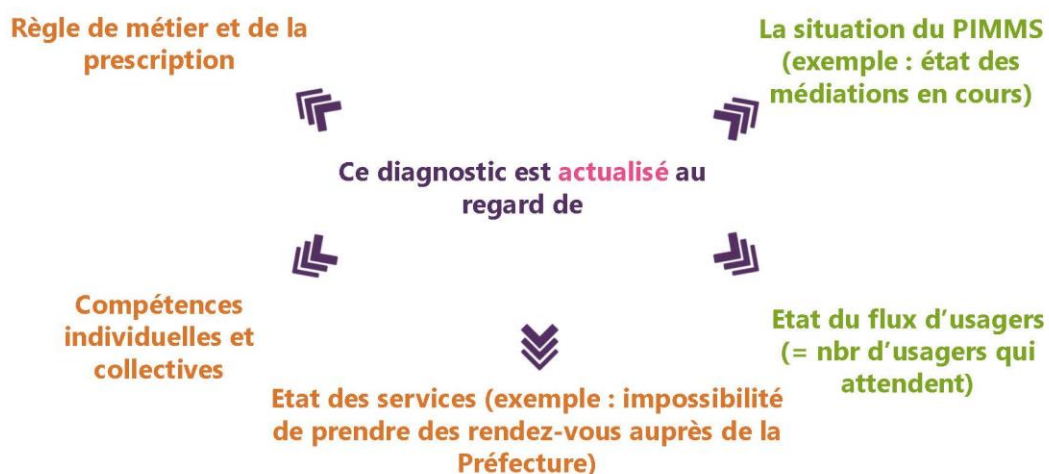 Règle de métier et de la
prescription
La situation du PIMMS
(exemple : état des
médiations en cours)
Ce diagnostic est actualisé au
regard de
Compétences
individuelles et
collectives
Etat du flux d’usagers
(= nbr d’usagers qui
attendent)
Etat des services (exemple : impossibilité
de prendre des rendez-vous auprès de la
Préfecture)